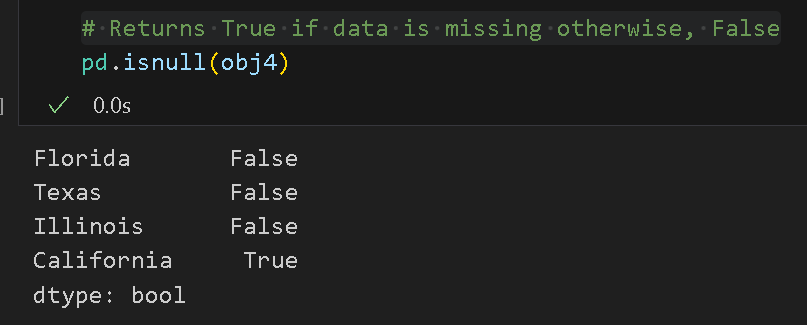 # Returns True if data is missing otherwise, False
pd.isnull(obj4)
] ✓ 0.0s
Florida False
Texas False
Illinois False
California True
dtype: bool